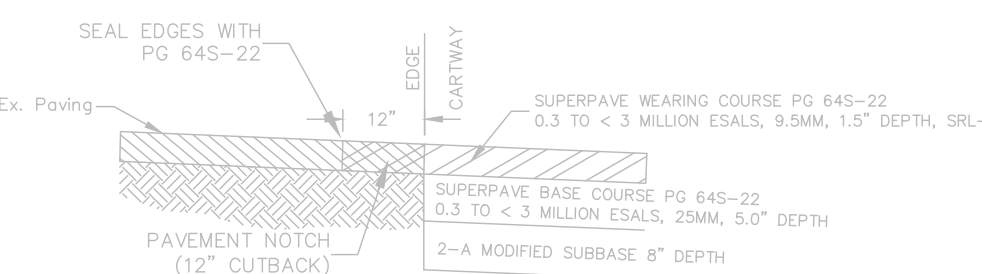 SEAL EDGES WITH
PG 64S-22
EDGE
CARTWAY
Ex. Paving
12"
SUPERPAVE WEARING COURSE PG 64S-22
0.3 TO < 3 MILLION ESALS, 9.5MM, 1.5" DEPTH, SRL-
SUPERPAVE BASE COURSE PG 64S-22
0.3 TO < 3 MILLION ESALS, 25MM, 5.0" DEPTH
PAVEMENT NOTCH
(12" CUTBACK)
2-A MODIFIED SUBBASE 8" DEPTH